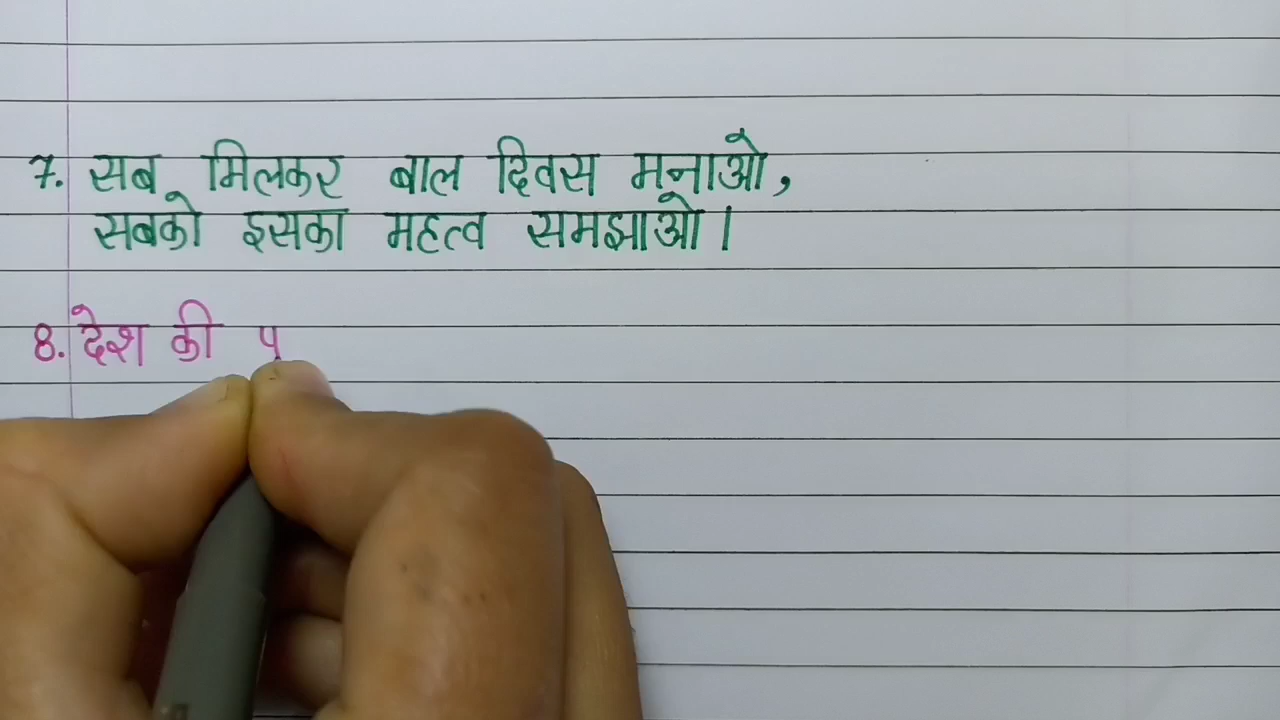 7. सब मिलकर बाल दिवस मनाओ,
सबको इसका महत्व समझाओ।
8. देश की